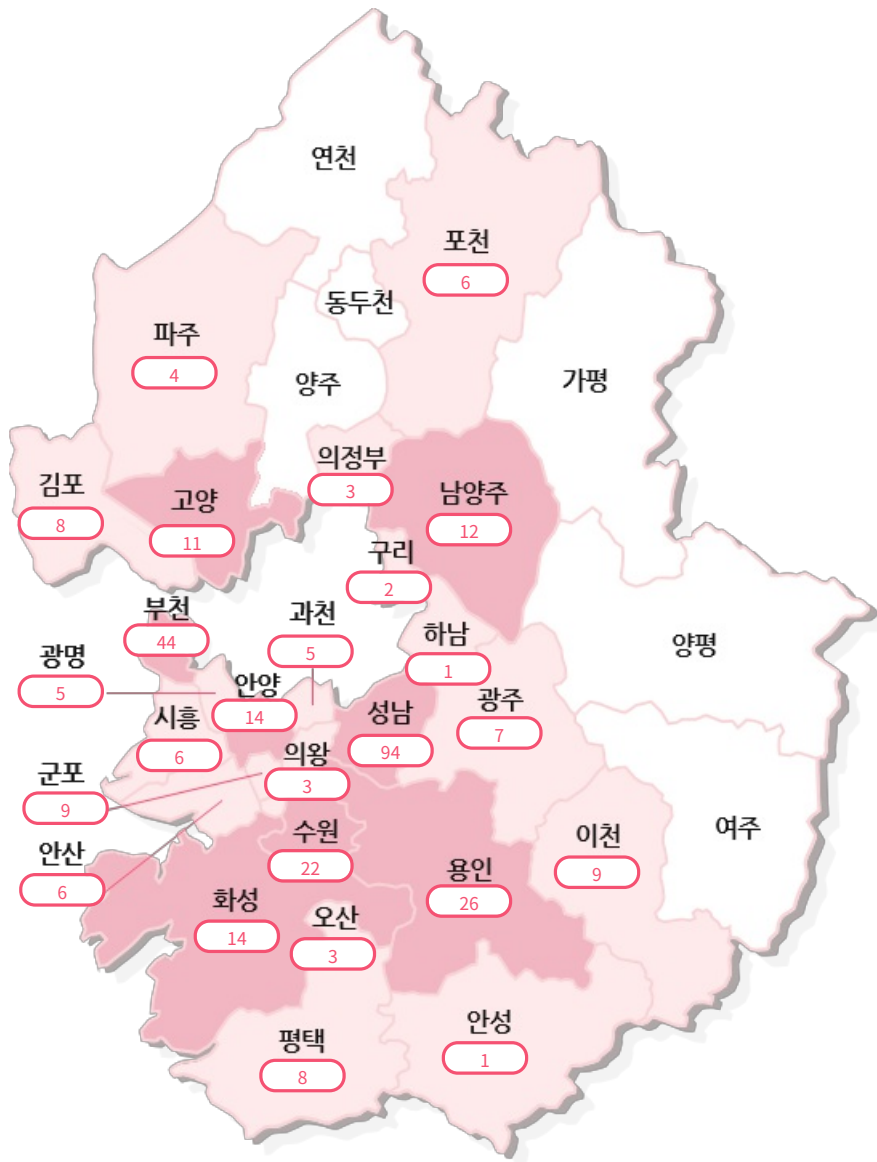 연천
포천
6
동두천
파주
4
양주
가평
의정부
3
김포
8
고양
11
남양주
12
구리
2
부천
44
과천
5
하남
1
양평
광명
5
안양
14
시흥
6
성남
94
광주
7
의왕
3
군포
9
수원
22
이천
9
여주
안산
6
용인
26
화성
14
오산
3
안성
1
평택
8